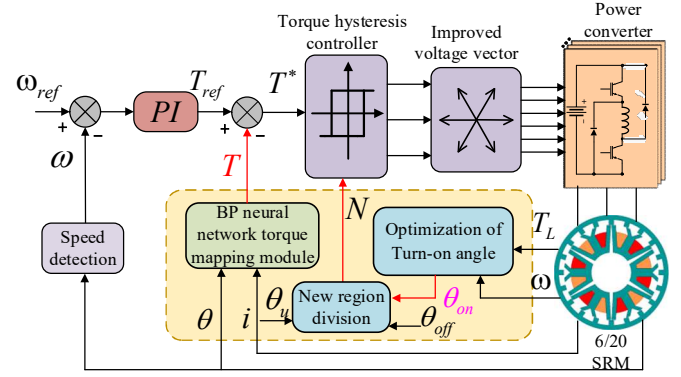 Power
converter
Torque hysteresis
controller
Improved
voltage vector
ω_ref
PI
T_ref
T*
+
−
+
−
ω
T
N
BP neural
network torque
mapping module
Optimization of
Turn-on angle
T_L
Speed
detection
ω
θ
i
θ_u
New region
division
θ_on
θ_off
6/20
SRM